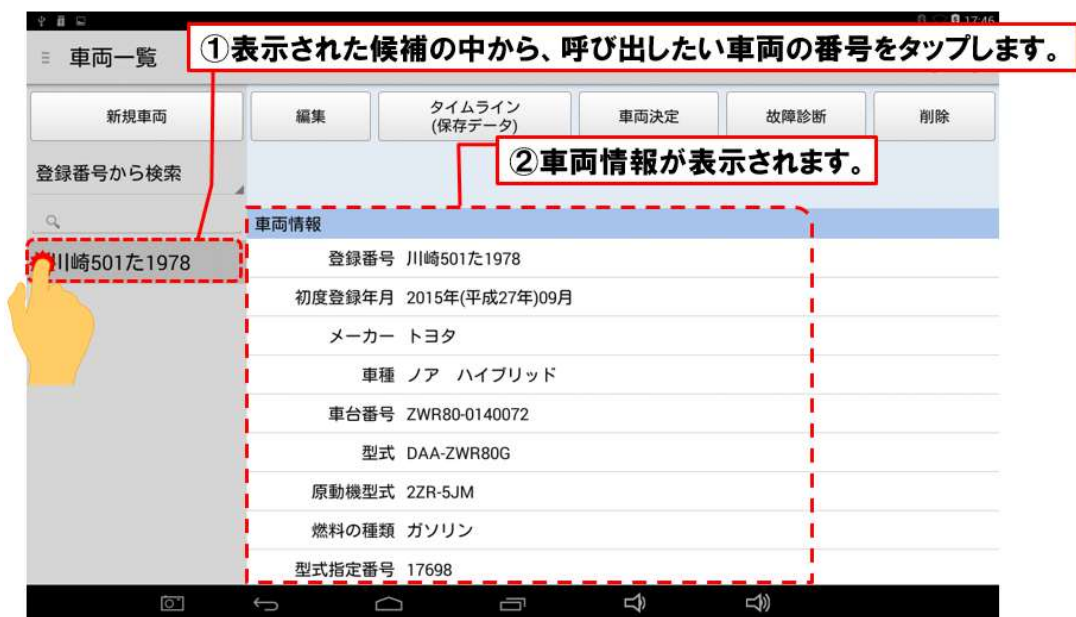 17:46
①表示された候補の中から、呼び出したい車両の番号をタップします。
車両一覧
新規車両
編集
タイムライン
(保存データ)
車両決定
故障診断
削除
②車両情報が表示されます。
登録番号から検索
車両情報
川崎501た1978
登録番号 川崎501た1978
初度登録年月 2015年(平成27年)09月
メーカー トヨタ
車種 ノア　ハイブリッド
車台番号 ZWR80-0140072
型式 DAA-ZWR80G
原動機型式 2ZR-5JM
燃料の種類 ガソリン
型式指定番号 17698